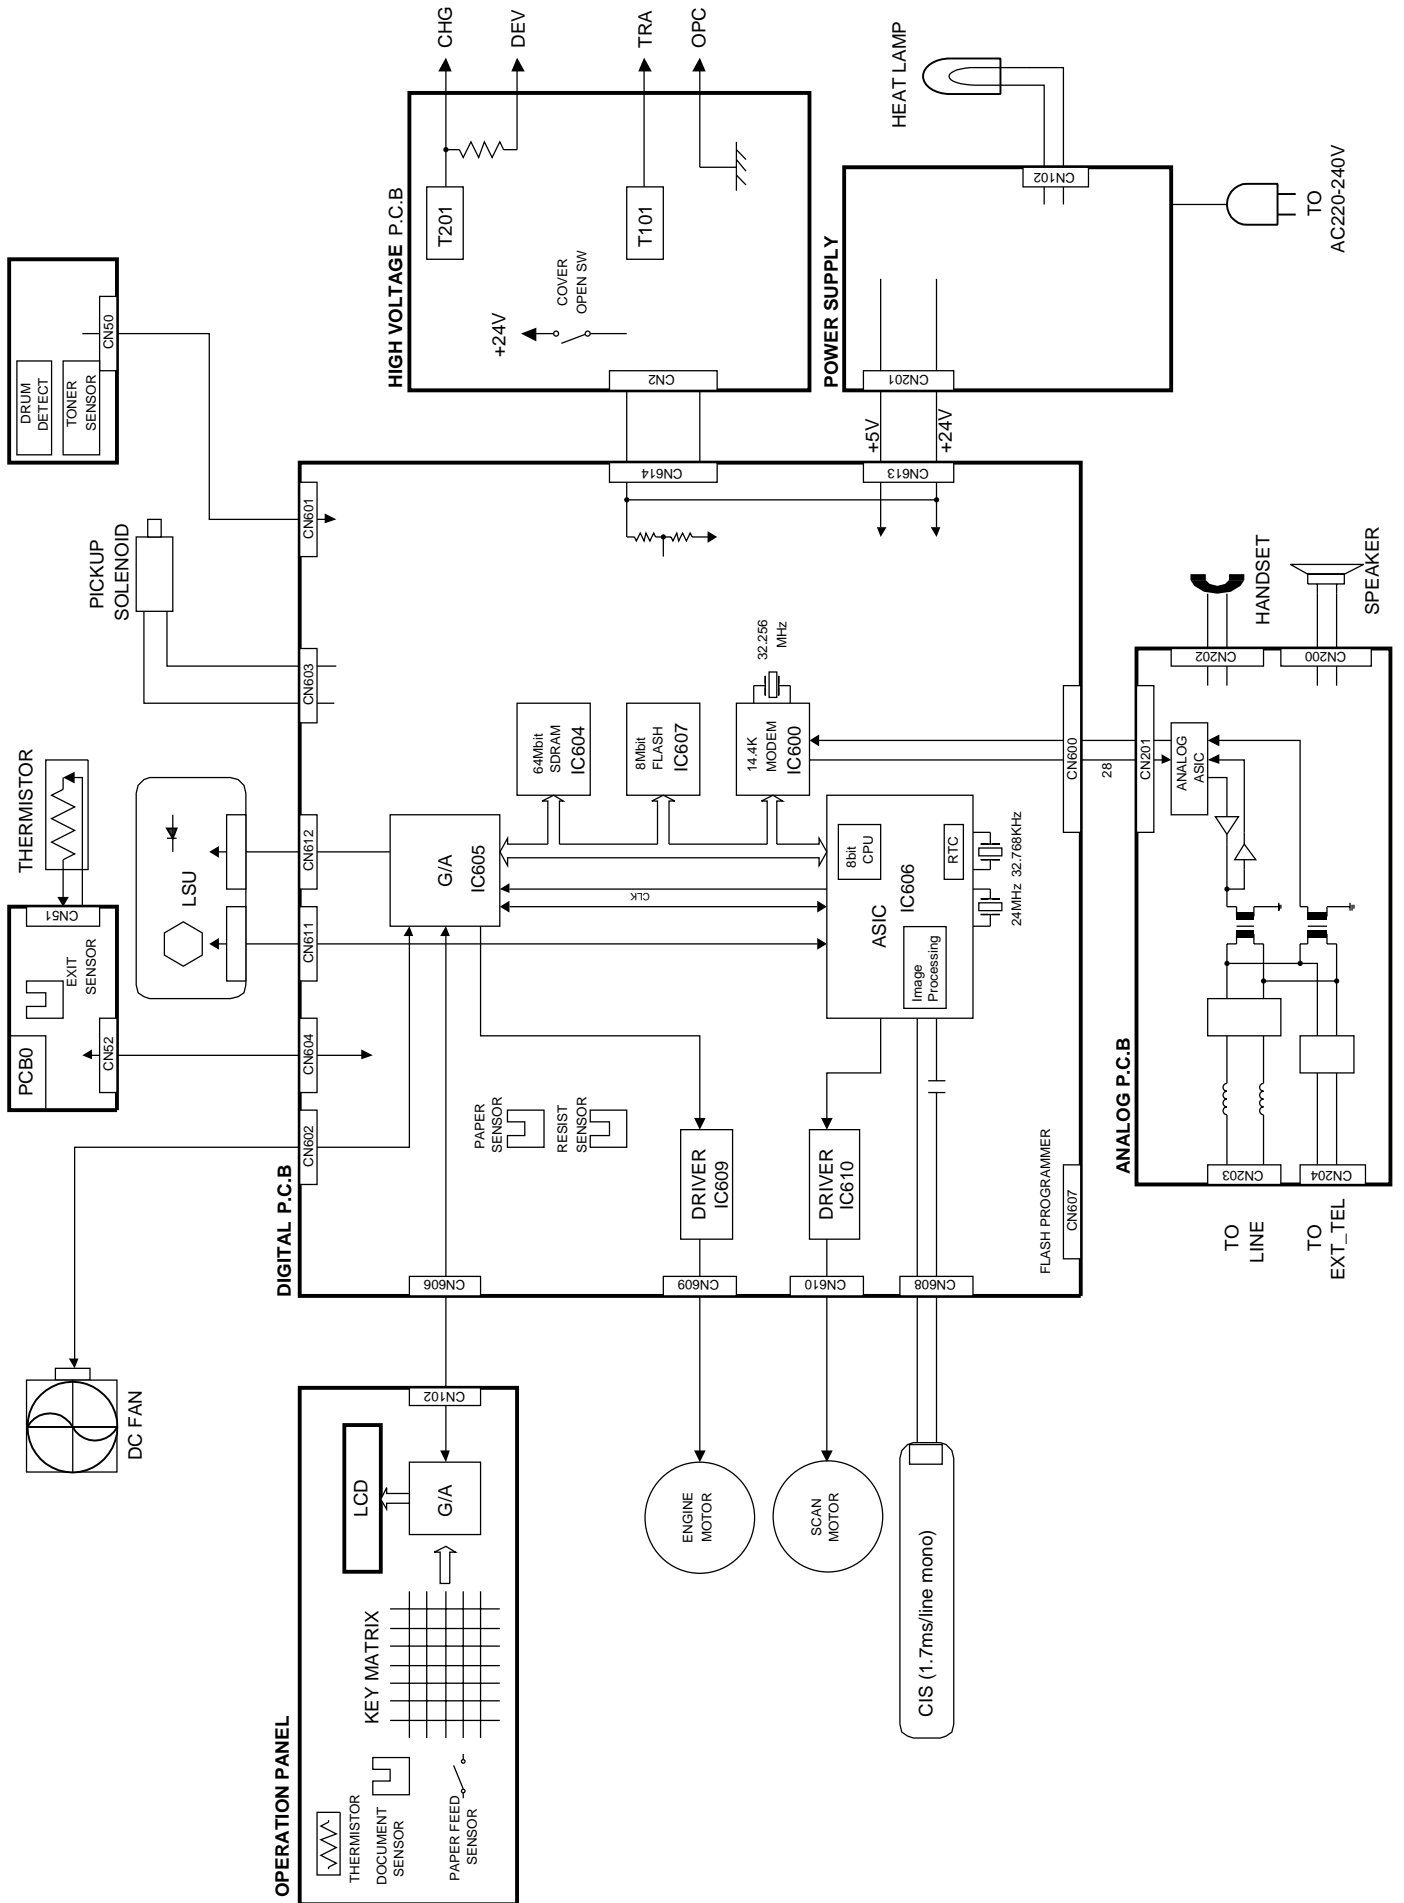 DC FAN
PCB0
EXIT
SENSOR
CN51
CN52
THERMISTOR
LSU
PICKUP
SOLENOID
DRUM
DETECT
TONER
SENSOR
CN50
DIGITAL P.C.B
CN602
CN604
CN611
CN612
CN603
CN601
OPERATION PANEL
THERMISTOR
DOCUMENT
SENSOR
PAPER FEED
SENSOR
KEY MATRIX
LCD
G/A
CN102
CN606
PAPER
SENSOR
RESIST
SENSOR
G/A
IC605
64Mbit
SDRAM
IC604
8Mbit
FLASH
IC607
14.4K
MODEM
IC600
32.256
MHz
CLK
ENGINE
MOTOR
CN609
DRIVER
IC609
SCAN
MOTOR
CN610
DRIVER
IC610
CIS (1.7ms/line mono)
CN608
ASIC
IC606
Image
Processing
8bit
CPU
RTC
24MHz
32.768KHz
FLASH PROGRAMMER
CN607
CN600
CN614
CN613
HIGH VOLTAGE P.C.B
CN2
+24V
COVER
OPEN SW
T201
T101
CHG
DEV
TRA
OPC
POWER SUPPLY
CN201
+5V
+24V
CN102
HEAT LAMP
TO
AC220-240V
ANALOG P.C.B
28
CN201
ANALOG
ASIC
CN202
CN200
HANDSET
SPEAKER
CN203
CN204
TO
LINE
TO
EXT_TEL